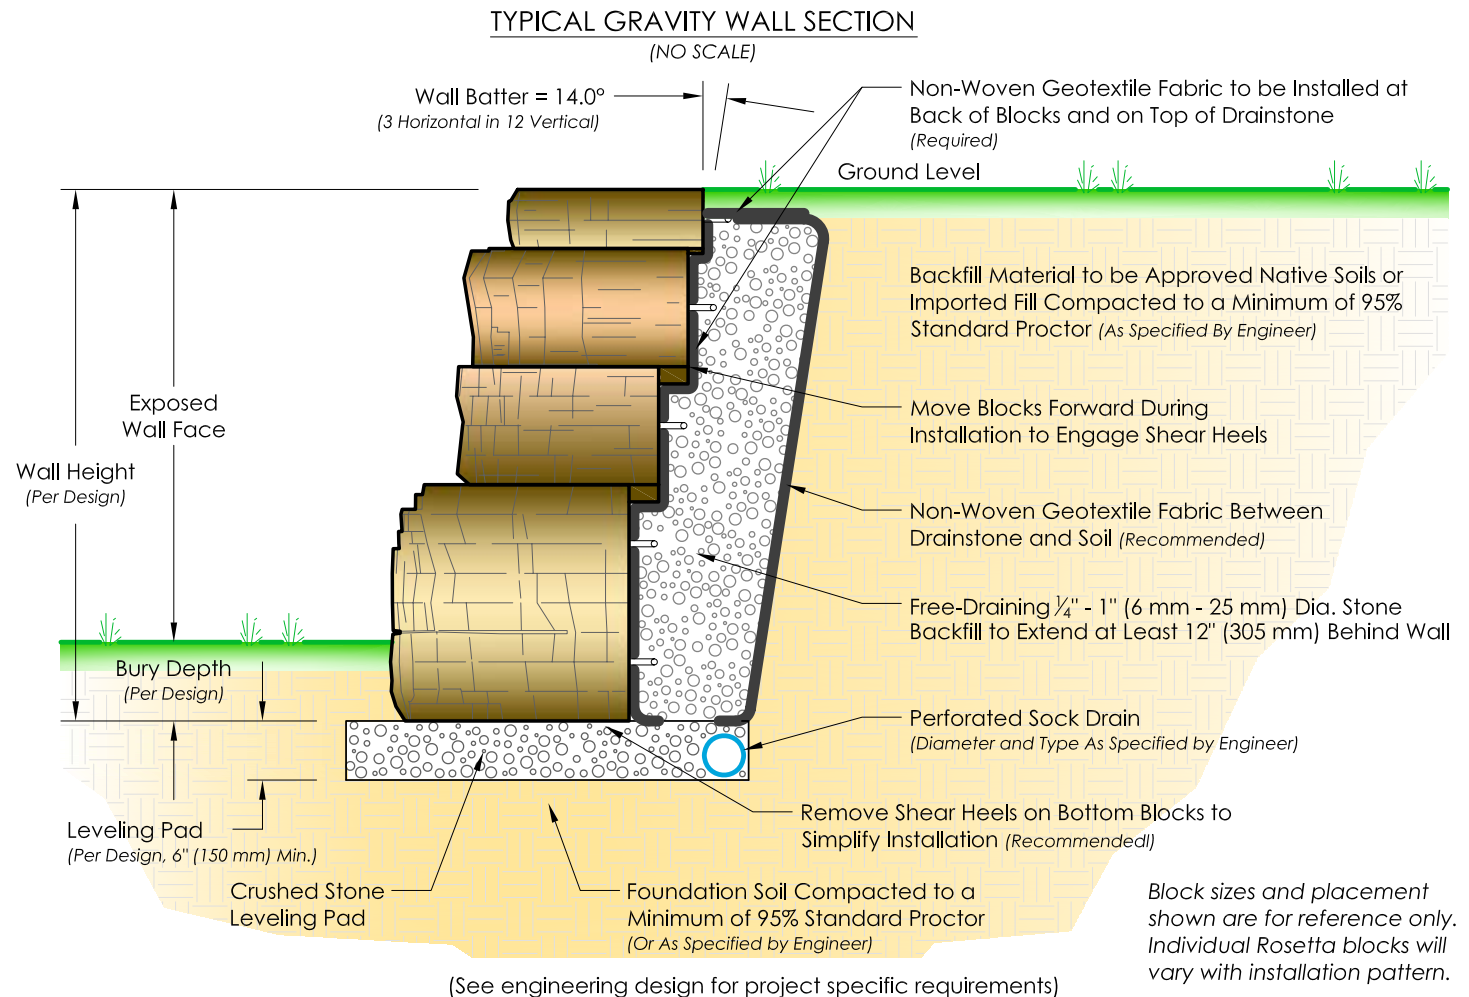 TYPICAL GRAVITY WALL SECTION
(NO SCALE)
Wall Batter = 14.0°
(3 Horizontal in 12 Vertical)
Non-Woven Geotextile Fabric to be Installed at
Back of Blocks and on Top of Drainstone
(Required)
Ground Level
Backfill Material to be Approved Native Soils or
Imported Fill Compacted to a Minimum of 95%
Standard Proctor (As Specified By Engineer)
Exposed
Wall Face
Move Blocks Forward During
Installation to Engage Shear Heels
Wall Height
(Per Design)
Non-Woven Geotextile Fabric Between
Drainstone and Soil (Recommended)
Free-Draining ¼" - 1" (6 mm - 25 mm) Dia. Stone
Backfill to Extend at Least 12" (305 mm) Behind Wall
Bury Depth
(Per Design)
Perforated Sock Drain
(Diameter and Type As Specified by Engineer)
Leveling Pad
(Per Design, 6" (150 mm) Min.)
Remove Shear Heels on Bottom Blocks to
Simplify Installation (Recommendedl)
Crushed Stone
Leveling Pad
Foundation Soil Compacted to a
Minimum of 95% Standard Proctor
(Or As Specified by Engineer)
Block sizes and placement
shown are for reference only.
Individual Rosetta blocks will
vary with installation pattern.
(See engineering design for project specific requirements)